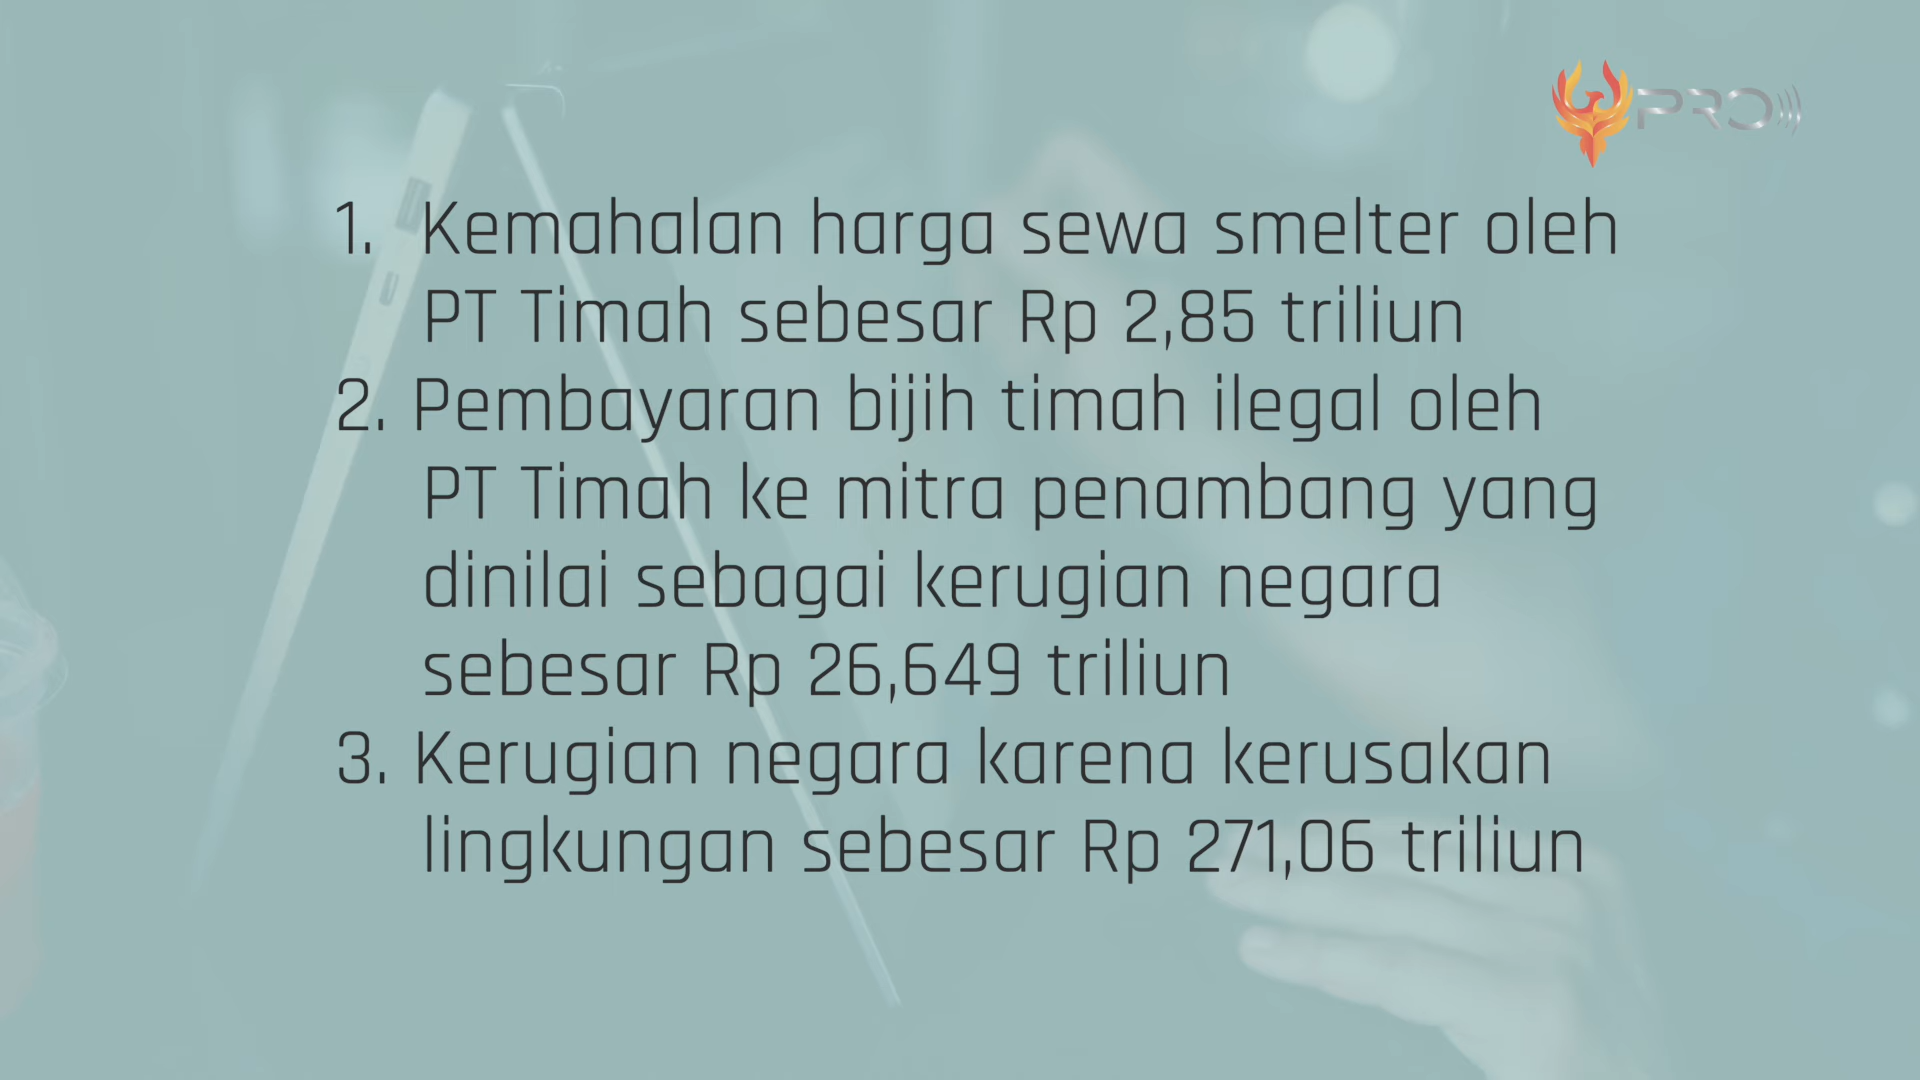 PRO
1. Kemahalan harga sewa smelter oleh
PT Timah sebesar Rp 2,85 triliun
2. Pembayaran bijih timah ilegal oleh
PT Timah ke mitra penambang yang
dinilai sebagai kerugian negara
sebesar Rp 26,649 triliun
3. Kerugian negara karena kerusakan
lingkungan sebesar Rp 271,06 triliun